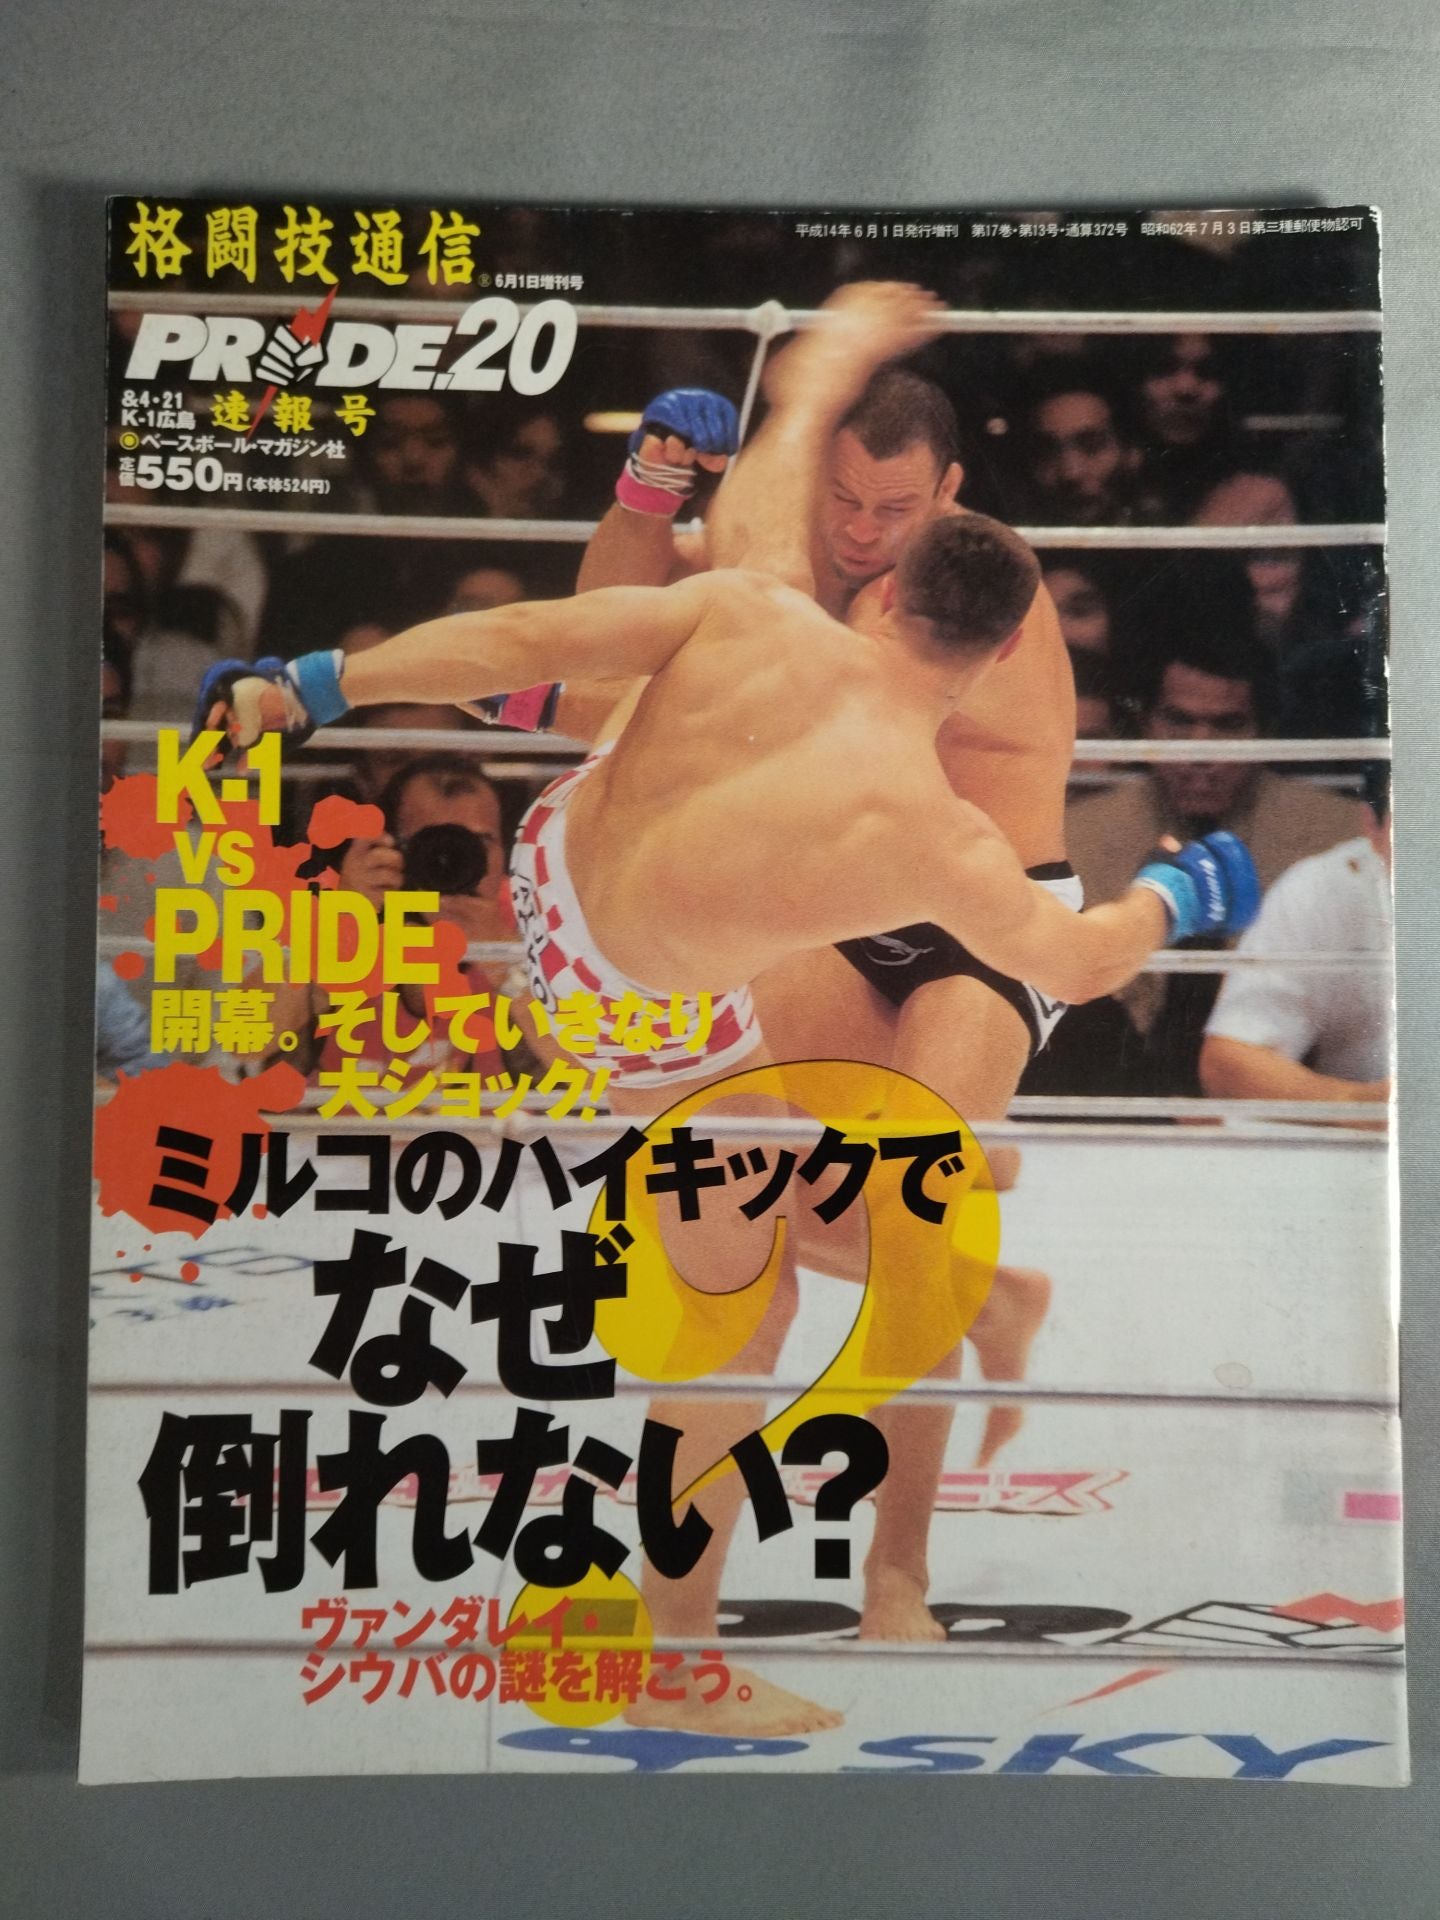 格闘技通信
6月1日増刊号
平成14年6月1日発行増刊 第17巻・第13号・通算372号 昭和62年7月3日第三種郵便物認可
PRIDE.20
&4・21
K-1広島 速報号
ベースボール・マガジン社
定価550円(本体524円)
K-1
VS
PRIDE
開幕。そしていきなり
大ショック!
ミルコのハイキックで
なぜ
倒れない?
ヴァンダレイ・
シウバの謎を解こう。
SKY